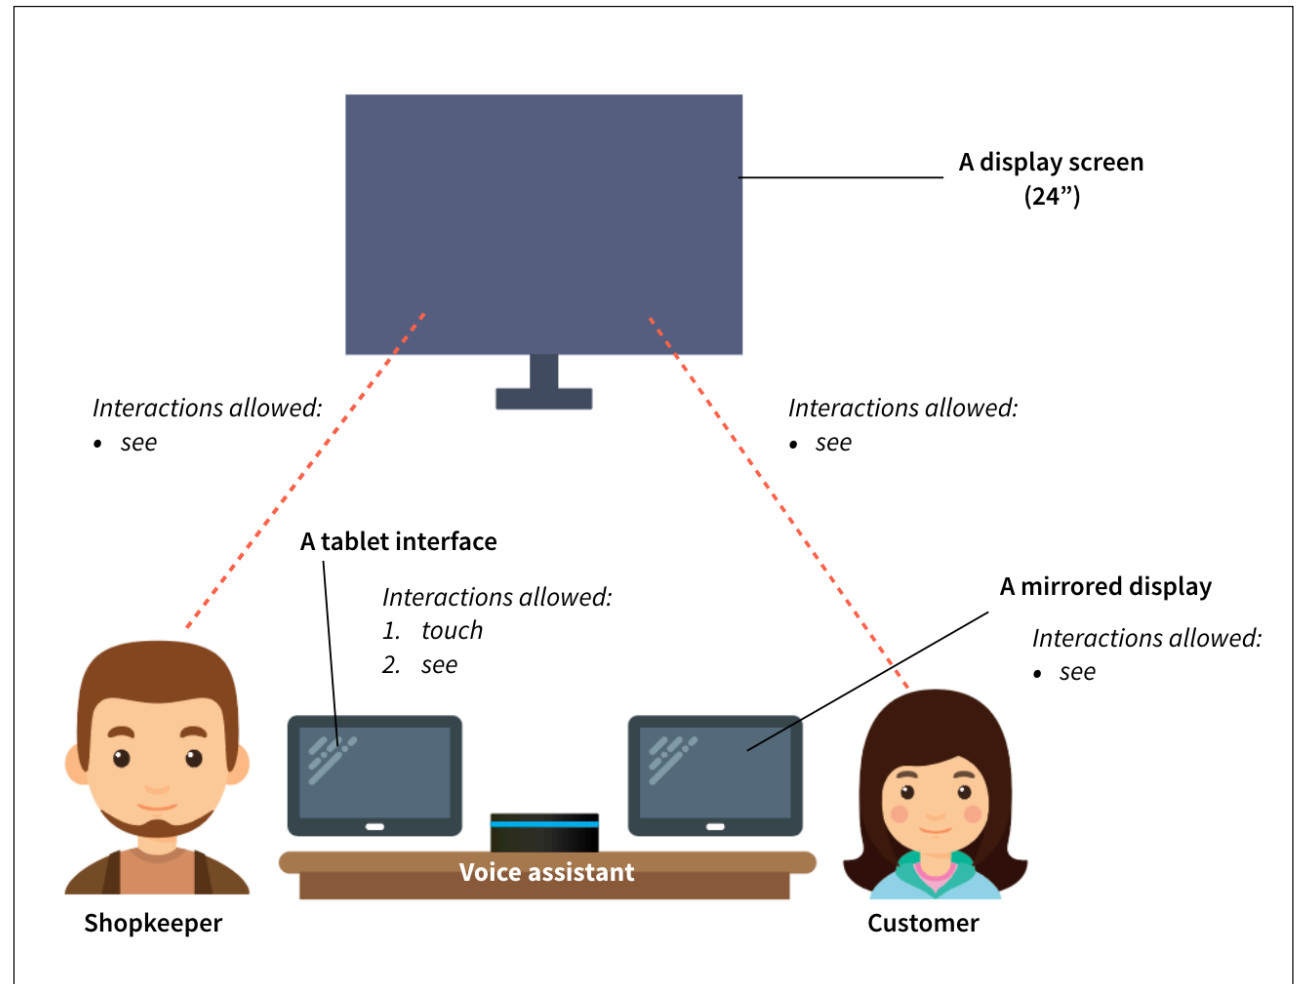 A display screen
(24”)
Interactions allowed:
• see
Interactions allowed:
• see
A tablet interface
Interactions allowed:
1. touch
2. see
A mirrored display
Interactions allowed:
• see
Voice assistant
Shopkeeper
Customer